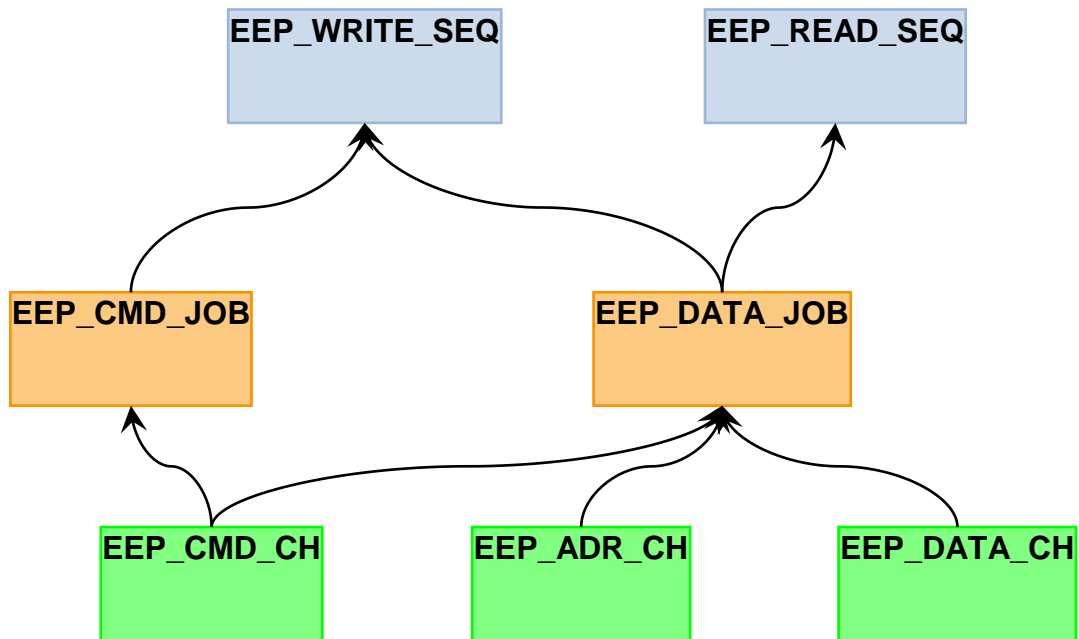 EEP_WRITE_SEQ
EEP_READ_SEQ
EEP_CMD_JOB
EEP_DATA_JOB
EEP_CMD_CH
EEP_ADR_CH
EEP_DATA_CH